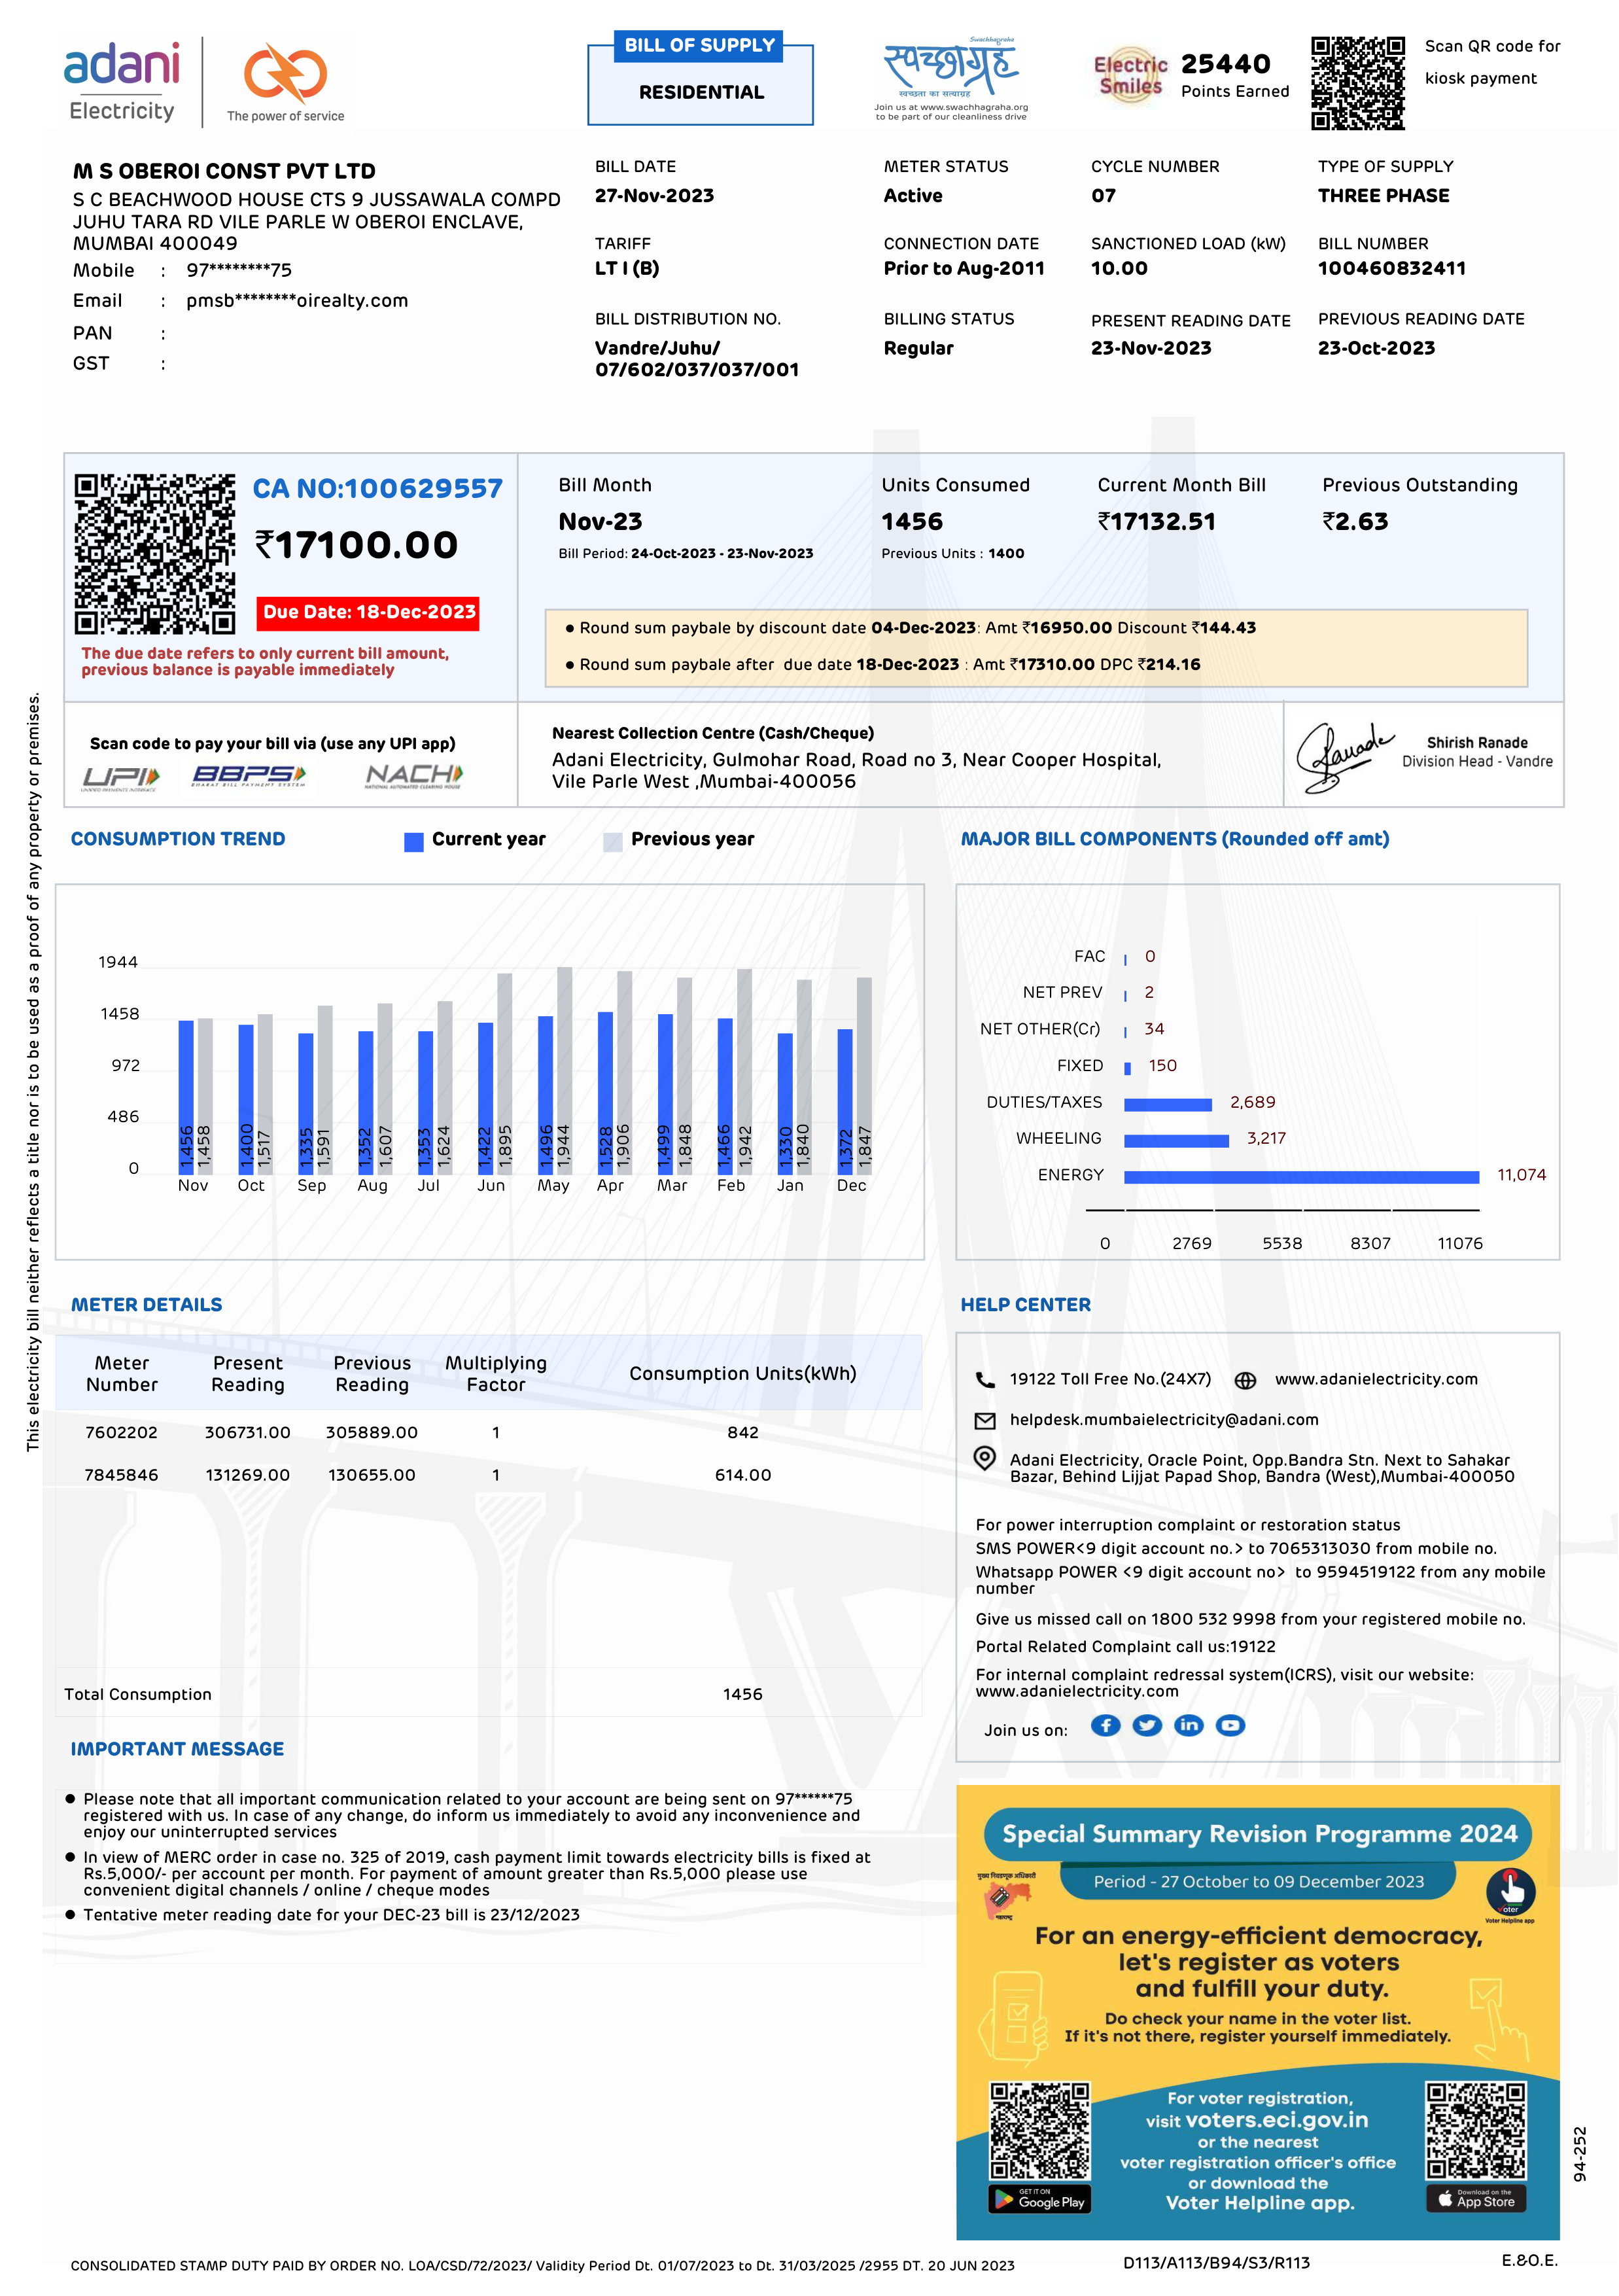 adani
Electricity
The power of service
BILL OF SUPPLY
RESIDENTIAL
Swachhagraha
स्वच्छाग्रह
स्वच्छता का सत्याग्रह
Join us at www.swachhagraha.org
to be part of our cleanliness drive
Electric
Smiles
25440
Points Earned
Scan QR code for
kiosk payment
M S OBEROI CONST PVT LTD
S C BEACHWOOD HOUSE CTS 9 JUSSAWALA COMPD
JUHU TARA RD VILE PARLE W OBEROI ENCLAVE,
MUMBAI 400049
Mobile : 97********75
Email : pmsb********oirealty.com
PAN :
GST :
BILL DATE
27-Nov-2023
METER STATUS
Active
CYCLE NUMBER
07
TYPE OF SUPPLY
THREE PHASE
TARIFF
LT I (B)
CONNECTION DATE
Prior to Aug-2011
SANCTIONED LOAD (kW)
10.00
BILL NUMBER
100460832411
BILL DISTRIBUTION NO.
Vandre/Juhu/
07/602/037/037/001
BILLING STATUS
Regular
PRESENT READING DATE
23-Nov-2023
PREVIOUS READING DATE
23-Oct-2023
CA NO:100629557
₹17100.00
Due Date: 18-Dec-2023
The due date refers to only current bill amount,
previous balance is payable immediately
Bill Month
Nov-23
Bill Period: 24-Oct-2023 - 23-Nov-2023
Units Consumed
1456
Previous Units : 1400
Current Month Bill
₹17132.51
Previous Outstanding
₹2.63
● Round sum paybale by discount date 04-Dec-2023: Amt ₹16950.00 Discount ₹144.43
● Round sum paybale after due date 18-Dec-2023 : Amt ₹17310.00 DPC ₹214.16
Scan code to pay your bill via (use any UPI app)
UPI
UNIFIED PAYMENTS INTERFACE
BBPS
BHARAT BILL PAYMENT SYSTEM
NACH
NATIONAL AUTOMATED CLEARING HOUSE
Nearest Collection Centre (Cash/Cheque)
Adani Electricity, Gulmohar Road, Road no 3, Near Cooper Hospital,
Vile Parle West ,Mumbai-400056
Ranade
Shirish Ranade
Division Head - Vandre
This electricity bill neither reflects a title nor is to be used as a proof of any property or premises.
CONSUMPTION TREND
Current year
Previous year
1944
1458
972
486
0
1,456 1,458 1,400 1,517 1,335 1,591 1,352 1,607 1,353 1,624 1,422 1,895 1,496 1,944 1,528 1,906 1,499 1,848 1,466 1,942 1,330 1,840 1,372 1,847
Nov Oct Sep Aug Jul Jun May Apr Mar Feb Jan Dec
MAJOR BILL COMPONENTS (Rounded off amt)
FAC 0
NET PREV 2
NET OTHER(Cr) 34
FIXED 150
DUTIES/TAXES 2,689
WHEELING 3,217
ENERGY 11,074
0 2769 5538 8307 11076
METER DETAILS
Meter Number Present Reading Previous Reading Multiplying Factor Consumption Units(kWh)
7602202 306731.00 305889.00 1 842
7845846 131269.00 130655.00 1 614.00
Total Consumption 1456
HELP CENTER
19122 Toll Free No.(24X7) www.adanielectricity.com
helpdesk.mumbaielectricity@adani.com
Adani Electricity, Oracle Point, Opp.Bandra Stn. Next to Sahakar
Bazar, Behind Lijjat Papad Shop, Bandra (West),Mumbai-400050
For power interruption complaint or restoration status
SMS POWER<9 digit account no.> to 7065313030 from mobile no.
Whatsapp POWER <9 digit account no> to 9594519122 from any mobile
number
Give us missed call on 1800 532 9998 from your registered mobile no.
Portal Related Complaint call us:19122
For internal complaint redressal system(ICRS), visit our website:
www.adanielectricity.com
Join us on:
IMPORTANT MESSAGE
● Please note that all important communication related to your account are being sent on 97******75
registered with us. In case of any change, do inform us immediately to avoid any inconvenience and
enjoy our uninterrupted services
● In view of MERC order in case no. 325 of 2019, cash payment limit towards electricity bills is fixed at
Rs.5,000/- per account per month. For payment of amount greater than Rs.5,000 please use
convenient digital channels / online / cheque modes
● Tentative meter reading date for your DEC-23 bill is 23/12/2023
Special Summary Revision Programme 2024
Period - 27 October to 09 December 2023
मुख्य निवडणूक अधिकारी
महाराष्ट्र
Voter
Voter Helpline app
For an energy-efficient democracy,
let's register as voters
and fulfill your duty.
Do check your name in the voter list.
If it's not there, register yourself immediately.
For voter registration,
visit voters.eci.gov.in
or the nearest
voter registration officer's office
or download the
Voter Helpline app.
GET IT ON
Google Play
Download on the
App Store
94-252
CONSOLIDATED STAMP DUTY PAID BY ORDER NO. LOA/CSD/72/2023/ Validity Period Dt. 01/07/2023 to Dt. 31/03/2025 /2955 DT. 20 JUN 2023
D113/A113/B94/S3/R113
E.&O.E.